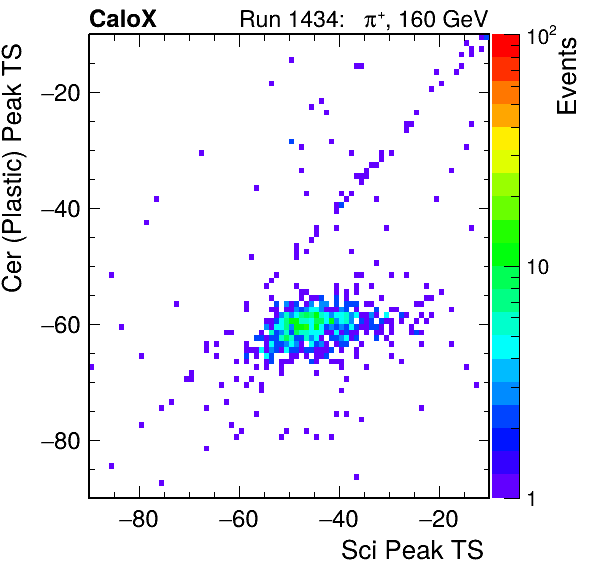 CaloX Run 1434: π⁺, 160 GeV
Cer (Plastic) Peak TS
−20
−40
−60
−80
−80 −60 −40 −20
Sci Peak TS
10²
10
1
Events